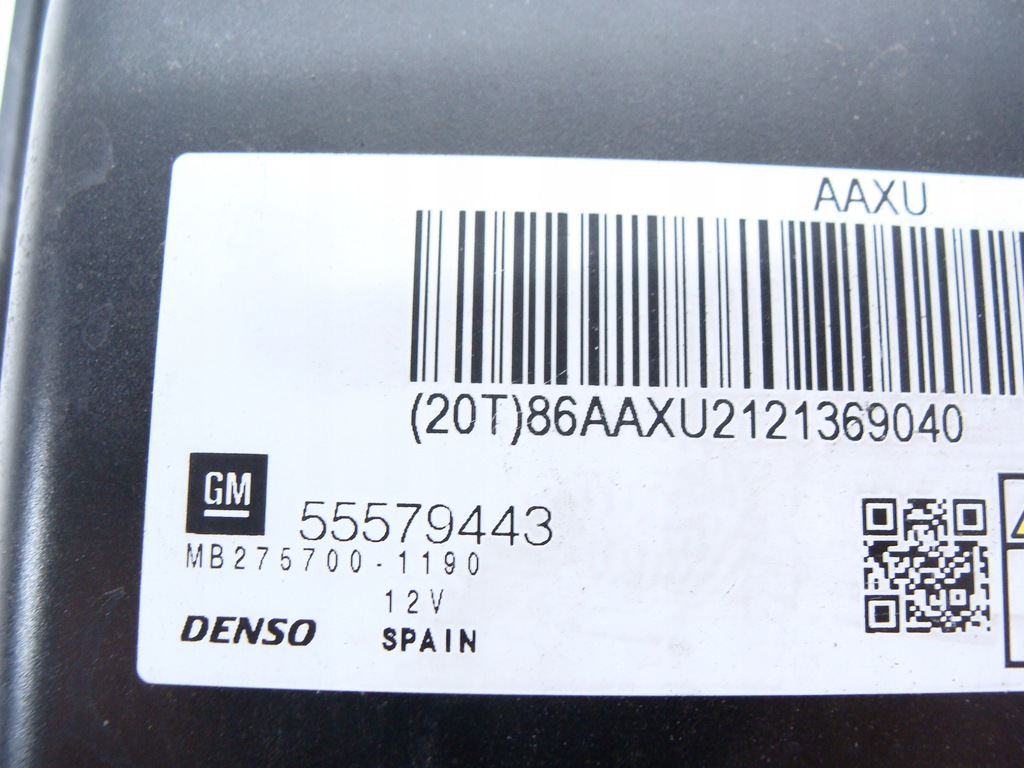 AAXU
(20T)86AAXU2121369040
GM
55579443
MB275700-1190
12V
DENSO
SPAIN